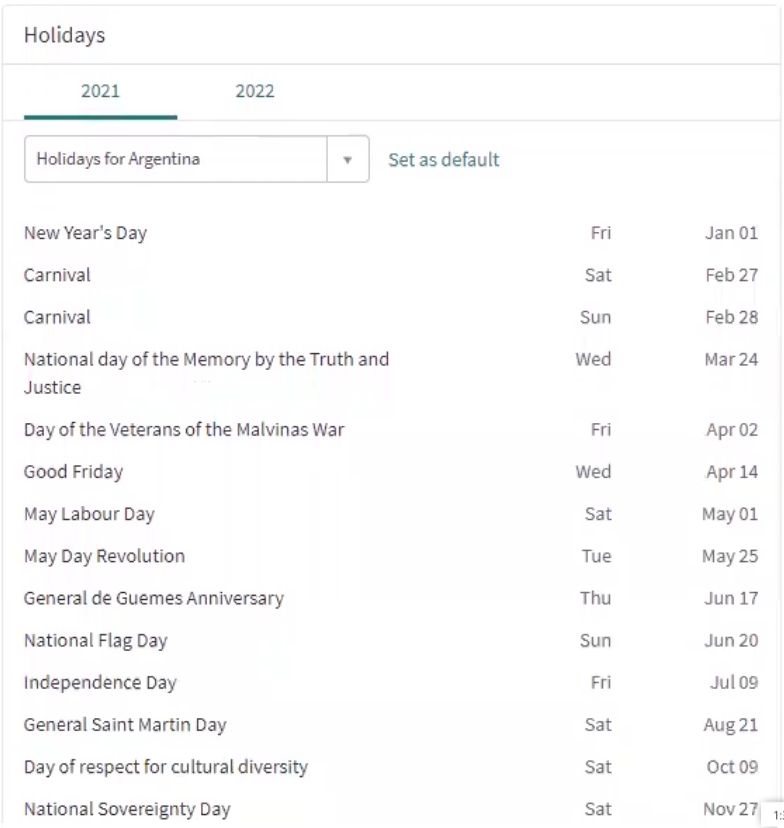 Holidays
2021 2022
Holidays for Argentina Set as default
New Year's Day Fri Jan 01
Carnival Sat Feb 27
Carnival Sun Feb 28
National day of the Memory by the Truth and Wed Mar 24
Justice
Day of the Veterans of the Malvinas War Fri Apr 02
Good Friday Wed Apr 14
May Labour Day Sat May 01
May Day Revolution Tue May 25
General de Guemes Anniversary Thu Jun 17
National Flag Day Sun Jun 20
Independence Day Fri Jul 09
General Saint Martin Day Sat Aug 21
Day of respect for cultural diversity Sat Oct 09
National Sovereignty Day Sat Nov 27